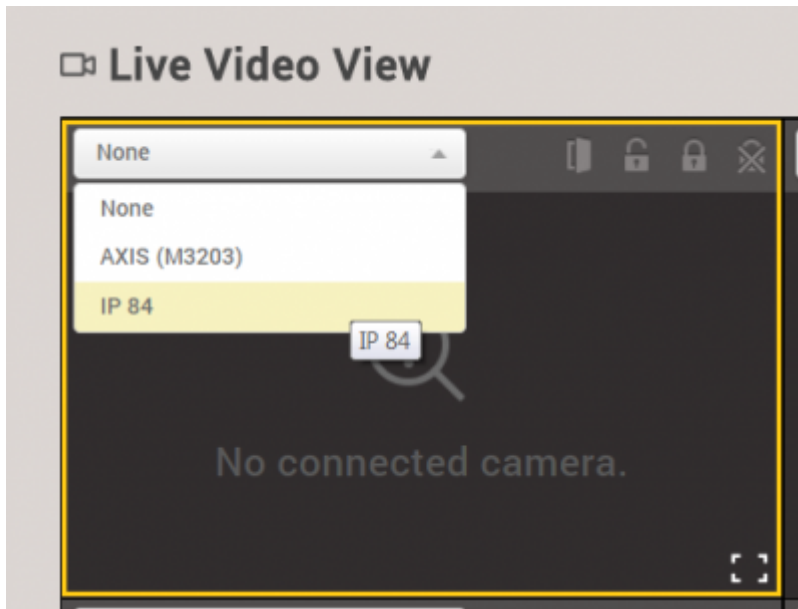 Live Video View
None
None
AXIS (M3203)
IP 84
IP 84
No connected camera.